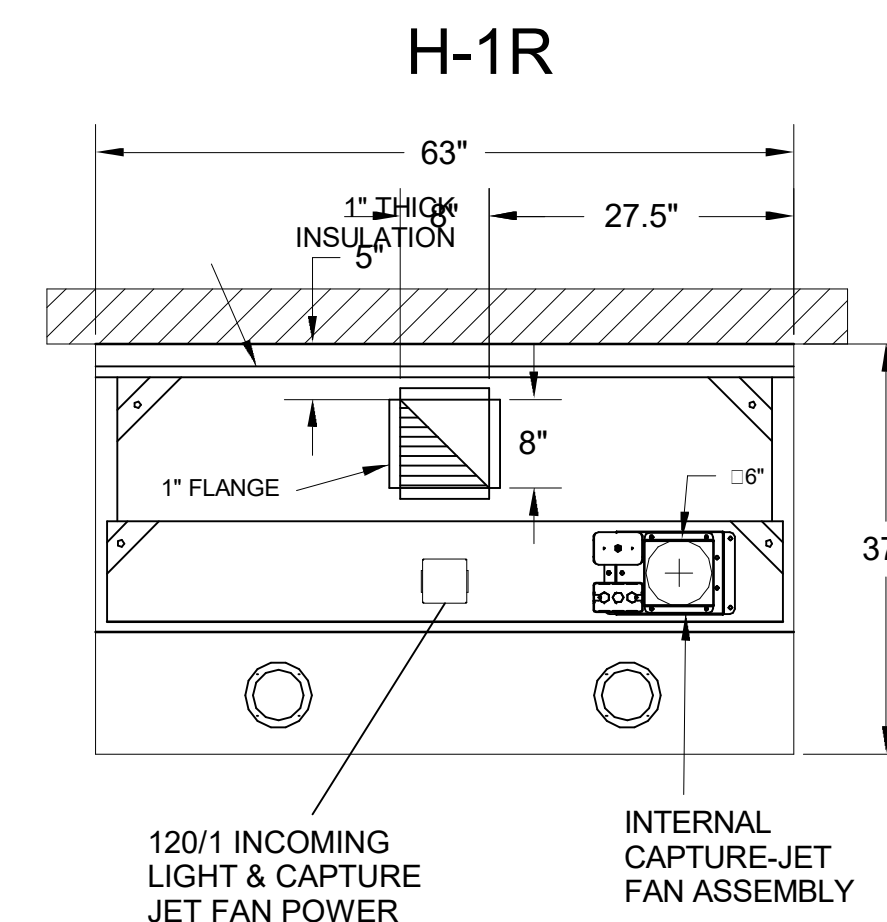 H-1R
63"
1" THICK
INSULATION
8"
27.5"
5"
8"
1" FLANGE
□6"
37
120/1 INCOMING
LIGHT & CAPTURE
JET FAN POWER
INTERNAL
CAPTURE-JET
FAN ASSEMBLY